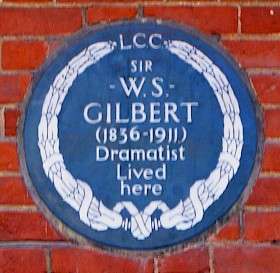 LCC
SIR
-W.S.-
GILBERT
(1836-1911)
Dramatist
Lived
here